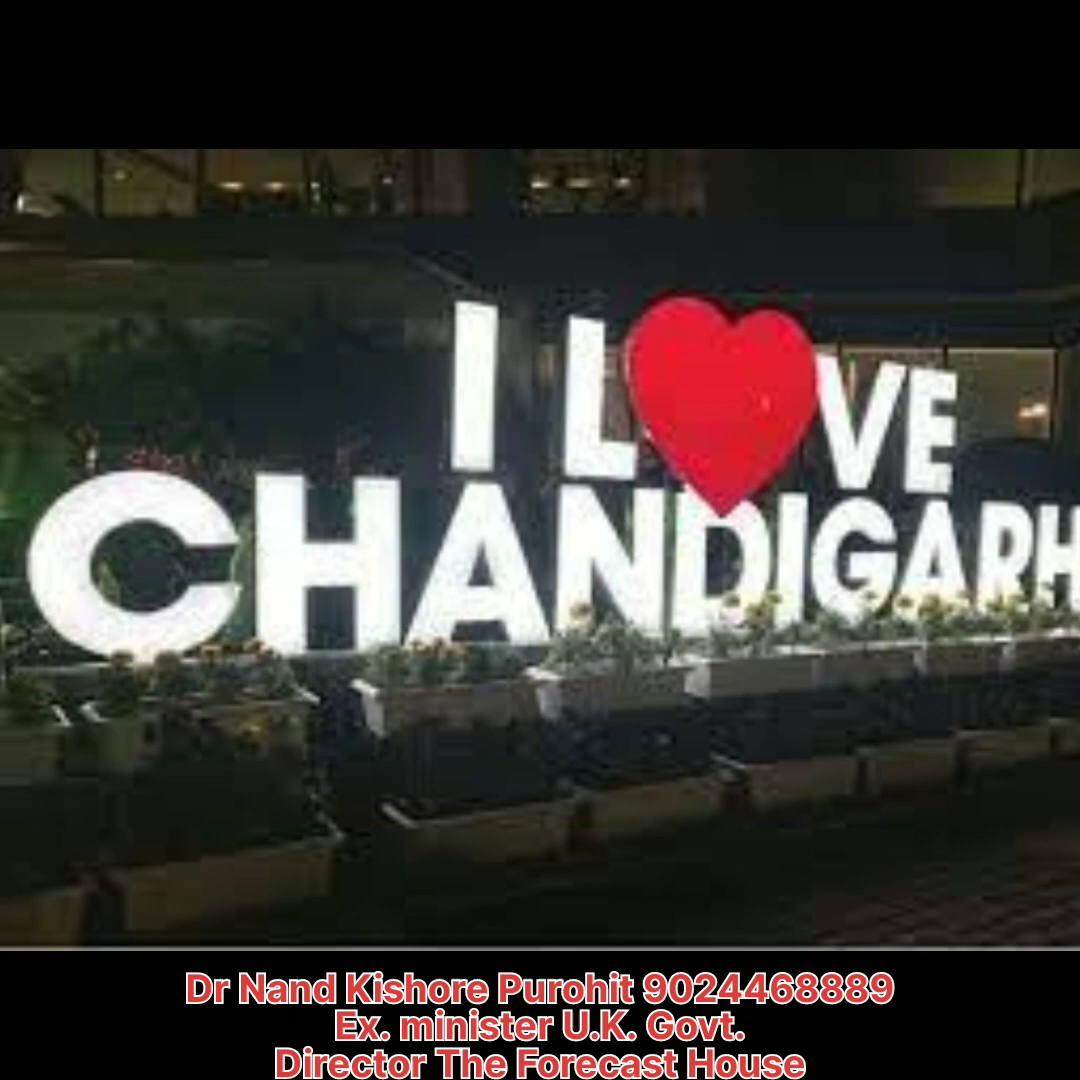 I L❤VE
CHANDIGARH
Dr Nand Kishore Purohit 9024468889
Ex. minister U.K. Govt.
Director The Forecast House